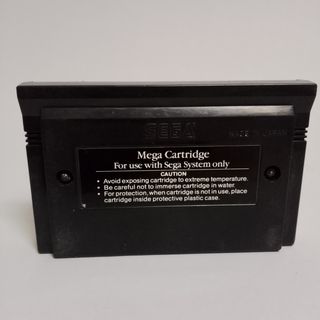 SEGA
MADE IN JAPAN
Mega Cartridge
For use with Sega System only
CAUTION
• Avoid exposing cartridge to extreme temperature.
• Be careful not to immerse cartridge in water.
• For protection, when cartridge is not in use, place
cartridge inside protective plastic case.